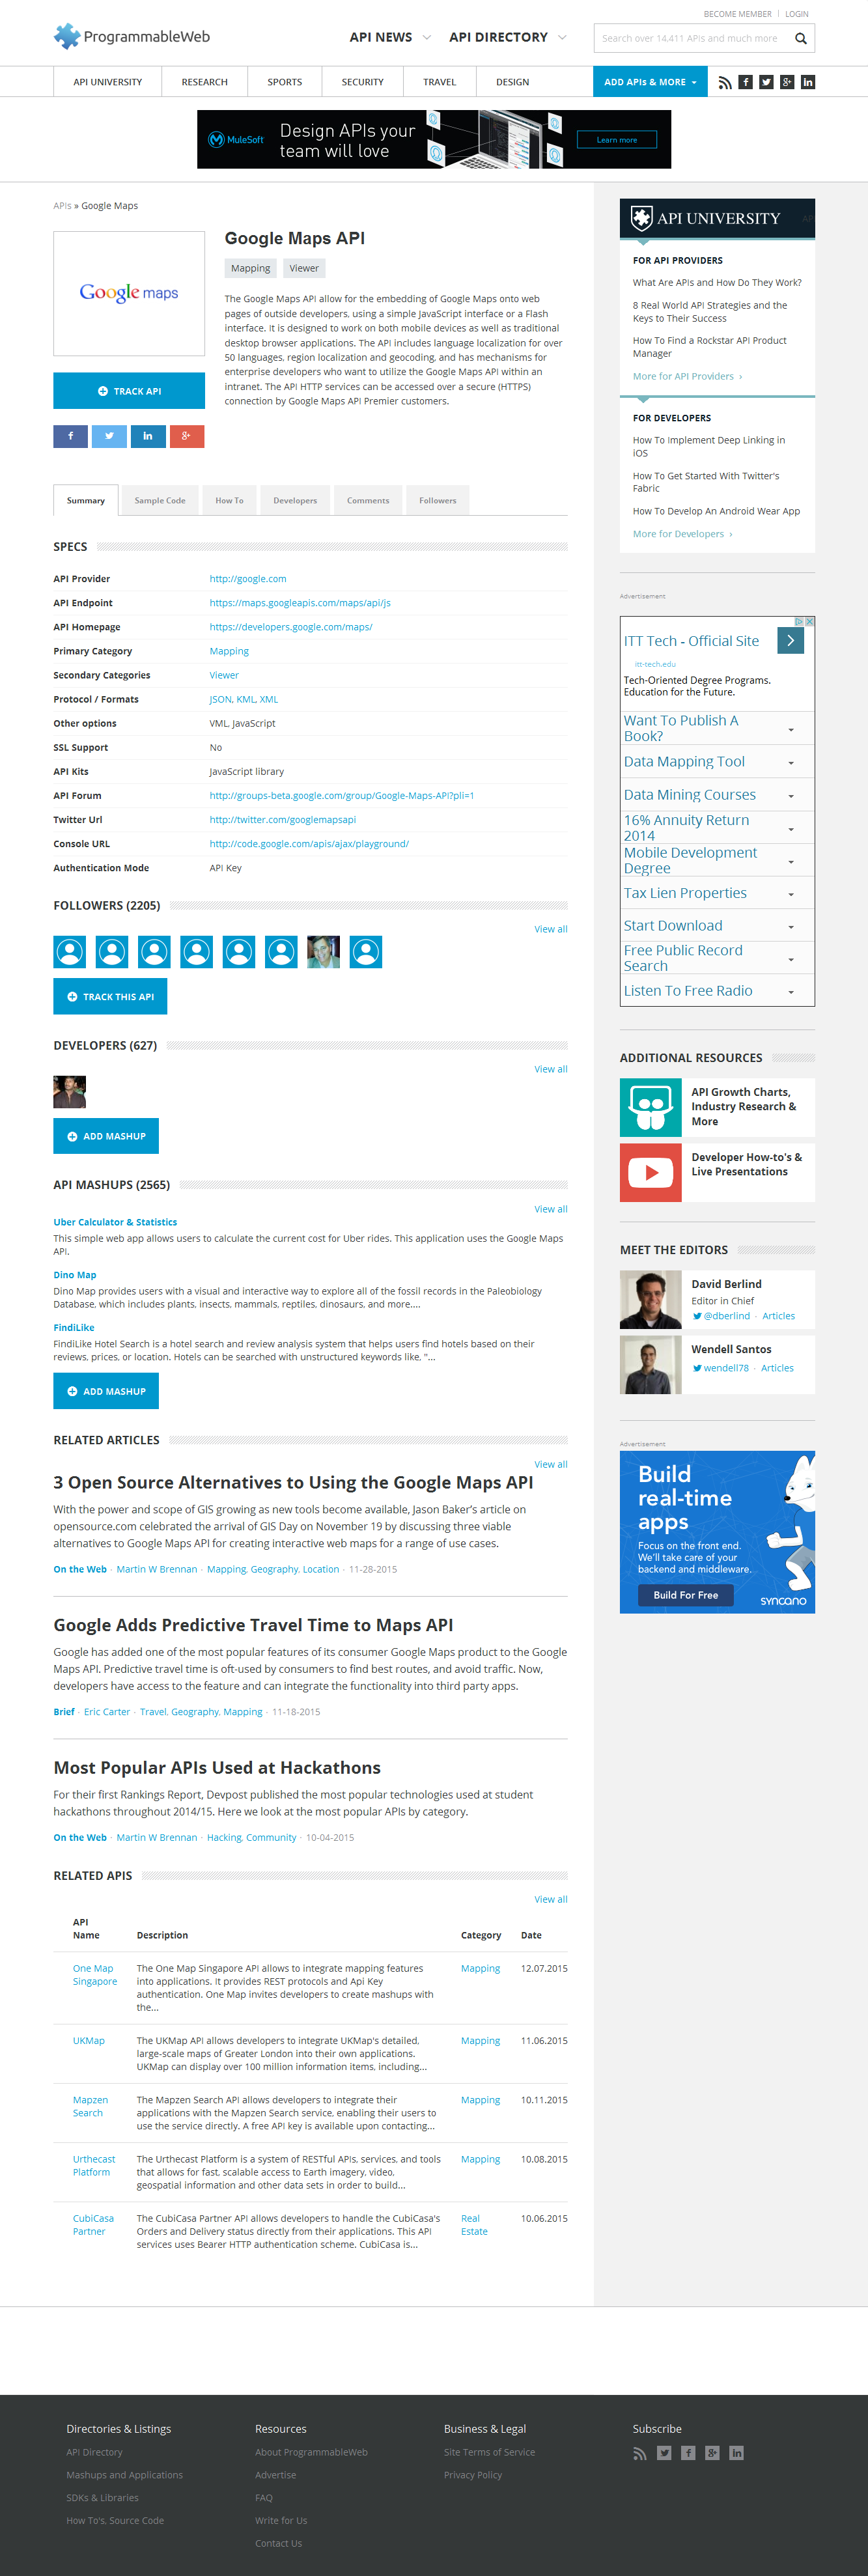 BECOME MEMBER | LOGIN
ProgrammableWeb
API NEWS
API DIRECTORY
Search over 14,411 APIs and much more
API UNIVERSITY
RESEARCH
SPORTS
SECURITY
TRAVEL
DESIGN
ADD APIs & MORE
MuleSoft
Design APIs your
team will love
Learn more
APIs » Google Maps
Google maps
TRACK API
Google Maps API
Mapping
Viewer
The Google Maps API allow for the embedding of Google Maps onto web
pages of outside developers, using a simple JavaScript interface or a Flash
interface. It is designed to work on both mobile devices as well as traditional
desktop browser applications. The API includes language localization for over
50 languages, region localization and geocoding, and has mechanisms for
enterprise developers who want to utilize the Google Maps API within an
intranet. The API HTTP services can be accessed over a secure (HTTPS)
connection by Google Maps API Premier customers.
Summary
Sample Code
How To
Developers
Comments
Followers
SPECS
API Provider http://google.com
API Endpoint https://maps.googleapis.com/maps/api/js
API Homepage https://developers.google.com/maps/
Primary Category Mapping
Secondary Categories Viewer
Protocol / Formats JSON, KML, XML
Other options VML, JavaScript
SSL Support No
API Kits JavaScript library
API Forum http://groups-beta.google.com/group/Google-Maps-API?pli=1
Twitter Url http://twitter.com/googlemapsapi
Console URL http://code.google.com/apis/ajax/playground/
Authentication Mode API Key
FOLLOWERS (2205)
View all
TRACK THIS API
DEVELOPERS (627)
View all
ADD MASHUP
API MASHUPS (2565)
View all
Uber Calculator & Statistics
This simple web app allows users to calculate the current cost for Uber rides. This application uses the Google Maps
API.
Dino Map
Dino Map provides users with a visual and interactive way to explore all of the fossil records in the Paleobiology
Database, which includes plants, insects, mammals, reptiles, dinosaurs, and more....
FindiLike
FindiLike Hotel Search is a hotel search and review analysis system that helps users find hotels based on their
reviews, prices, or location. Hotels can be searched with unstructured keywords like, "...
ADD MASHUP
RELATED ARTICLES
View all
3 Open Source Alternatives to Using the Google Maps API
With the power and scope of GIS growing as new tools become available, Jason Baker's article on
opensource.com celebrated the arrival of GIS Day on November 19 by discussing three viable
alternatives to Google Maps API for creating interactive web maps for a range of use cases.
On the Web · Martin W Brennan · Mapping, Geography, Location · 11-28-2015
Google Adds Predictive Travel Time to Maps API
Google has added one of the most popular features of its consumer Google Maps product to the Google
Maps API. Predictive travel time is oft-used by consumers to find best routes, and avoid traffic. Now,
developers have access to the feature and can integrate the functionality into third party apps.
Brief · Eric Carter · Travel, Geography, Mapping · 11-18-2015
Most Popular APIs Used at Hackathons
For their first Rankings Report, Devpost published the most popular technologies used at student
hackathons throughout 2014/15. Here we look at the most popular APIs by category.
On the Web · Martin W Brennan · Hacking, Community · 10-04-2015
RELATED APIS
View all
API
Name Description Category Date
One Map The One Map Singapore API allows to integrate mapping features Mapping 12.07.2015
Singapore into applications. It provides REST protocols and Api Key
authentication. One Map invites developers to create mashups with
the...
UKMap The UKMap API allows developers to integrate UKMap's detailed, Mapping 11.06.2015
large-scale maps of Greater London into their own applications.
UKMap can display over 100 million information items, including...
Mapzen The Mapzen Search API allows developers to integrate their Mapping 10.11.2015
Search applications with the Mapzen Search service, enabling their users to
use the service directly. A free API key is available upon contacting...
Urthecast The Urthecast Platform is a system of RESTful APIs, services, and tools Mapping 10.08.2015
Platform that allows for fast, scalable access to Earth imagery, video,
geospatial information and other data sets in order to build...
CubiCasa The CubiCasa Partner API allows developers to handle the CubiCasa's Real 10.06.2015
Partner Orders and Delivery status directly from their applications. This API Estate
services uses Bearer HTTP authentication scheme. CubiCasa is...
API UNIVERSITY
FOR API PROVIDERS
What Are APIs and How Do They Work?
8 Real World API Strategies and the
Keys to Their Success
How To Find a Rockstar API Product
Manager
More for API Providers ›
FOR DEVELOPERS
How To Implement Deep Linking in
iOS
How To Get Started With Twitter's
Fabric
How To Develop An Android Wear App
More for Developers ›
Advertisement
ITT Tech - Official Site
itt-tech.edu
Tech-Oriented Degree Programs.
Education for the Future.
Want To Publish A
Book?
Data Mapping Tool
Data Mining Courses
16% Annuity Return
2014
Mobile Development
Degree
Tax Lien Properties
Start Download
Free Public Record
Search
Listen To Free Radio
ADDITIONAL RESOURCES
API Growth Charts,
Industry Research &
More
Developer How-to's &
Live Presentations
MEET THE EDITORS
David Berlind
Editor in Chief
@dberlind · Articles
Wendell Santos
wendell78 · Articles
Advertisement
Build
real-time
apps
Focus on the front end.
We'll take care of your
backend and middleware.
Build For Free
SYNCANO
Directories & Listings
API Directory
Mashups and Applications
SDKs & Libraries
How To's, Source Code
Resources
About ProgrammableWeb
Advertise
FAQ
Write for Us
Contact Us
Business & Legal
Site Terms of Service
Privacy Policy
Subscribe